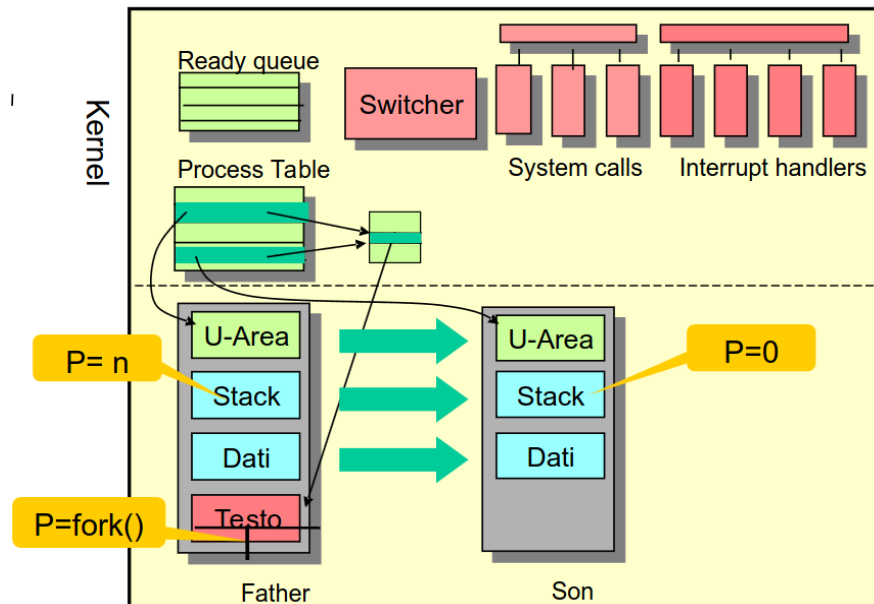 Kernel
Ready queue
Switcher
System calls
Interrupt handlers
Process Table
U-Area
U-Area
P= n
P=0
Stack
Stack
Dati
Dati
Testo
P=fork()
Father
Son